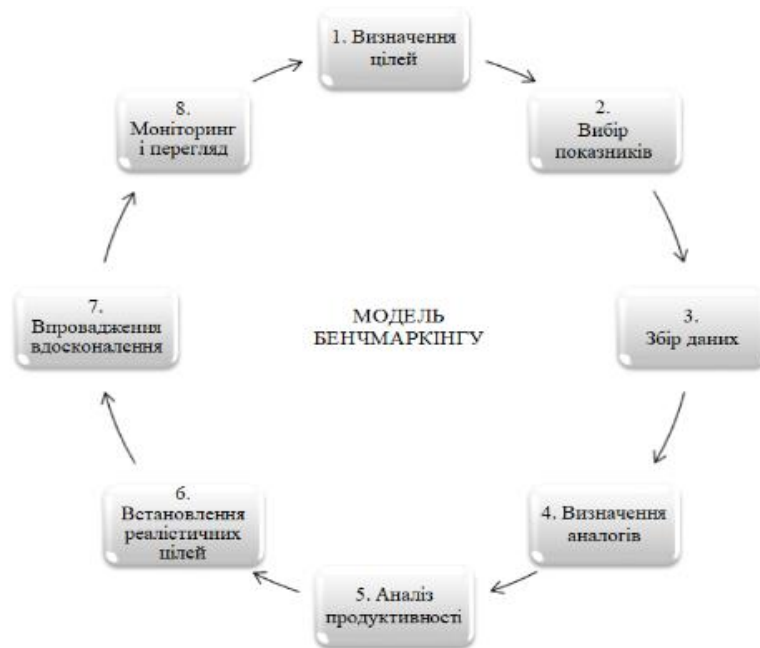 1. Визначення
цілей
2.
Вибір
показників
3.
Збір даних
4. Визначення
аналогів
5. Аналіз
продуктивності
6.
Встановлення
реалістичних
цілей
7.
Впровадження
вдосконалення
8.
Моніторинг
і перегляд
МОДЕЛЬ
БЕНЧМАРКІНГУ